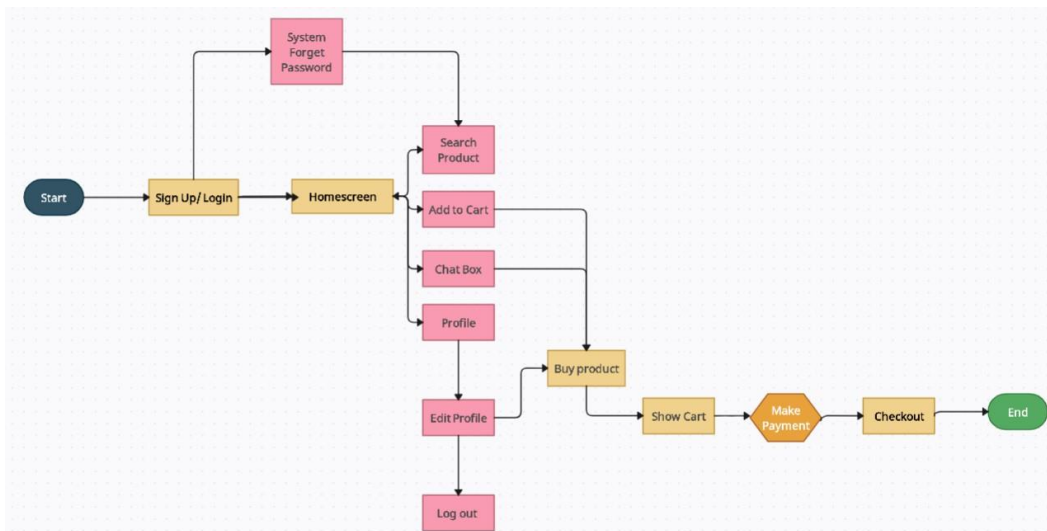 System
Forget
Password
Search
Product
Start
Sign Up/ Login
Homescreen
Add to Cart
Chat Box
Profile
Buy product
Edit Profile
Show Cart
Make
Payment
Checkout
End
Log out